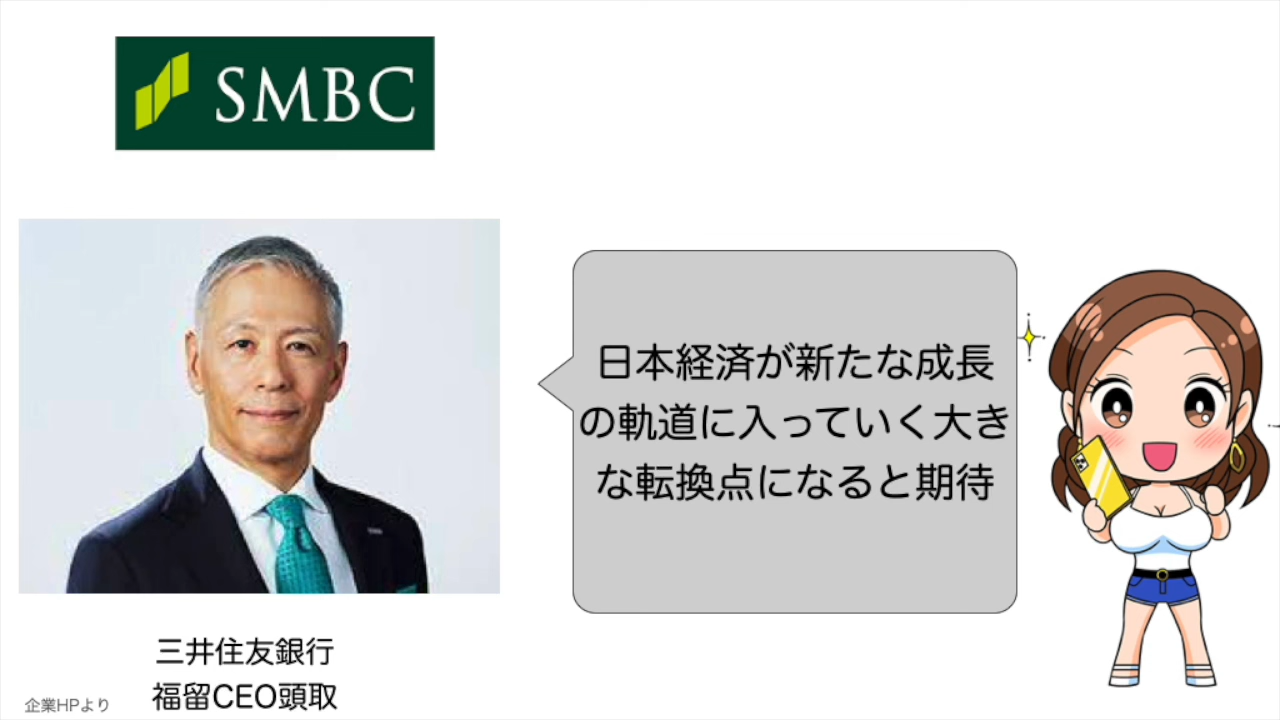 SMBC
日本経済が新たな成長
の軌道に入っていく大き
な転換点になると期待
三井住友銀行
福留CEO頭取
企業HPより